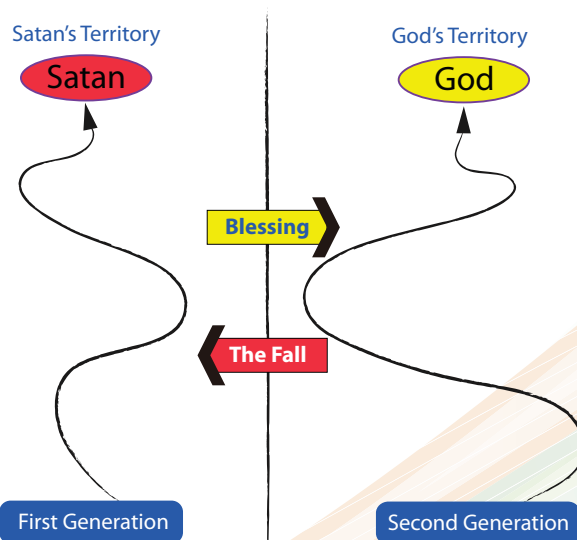 Satan's Territory
God's Territory
Satan
God
Blessing
The Fall
First Generation
Second Generation